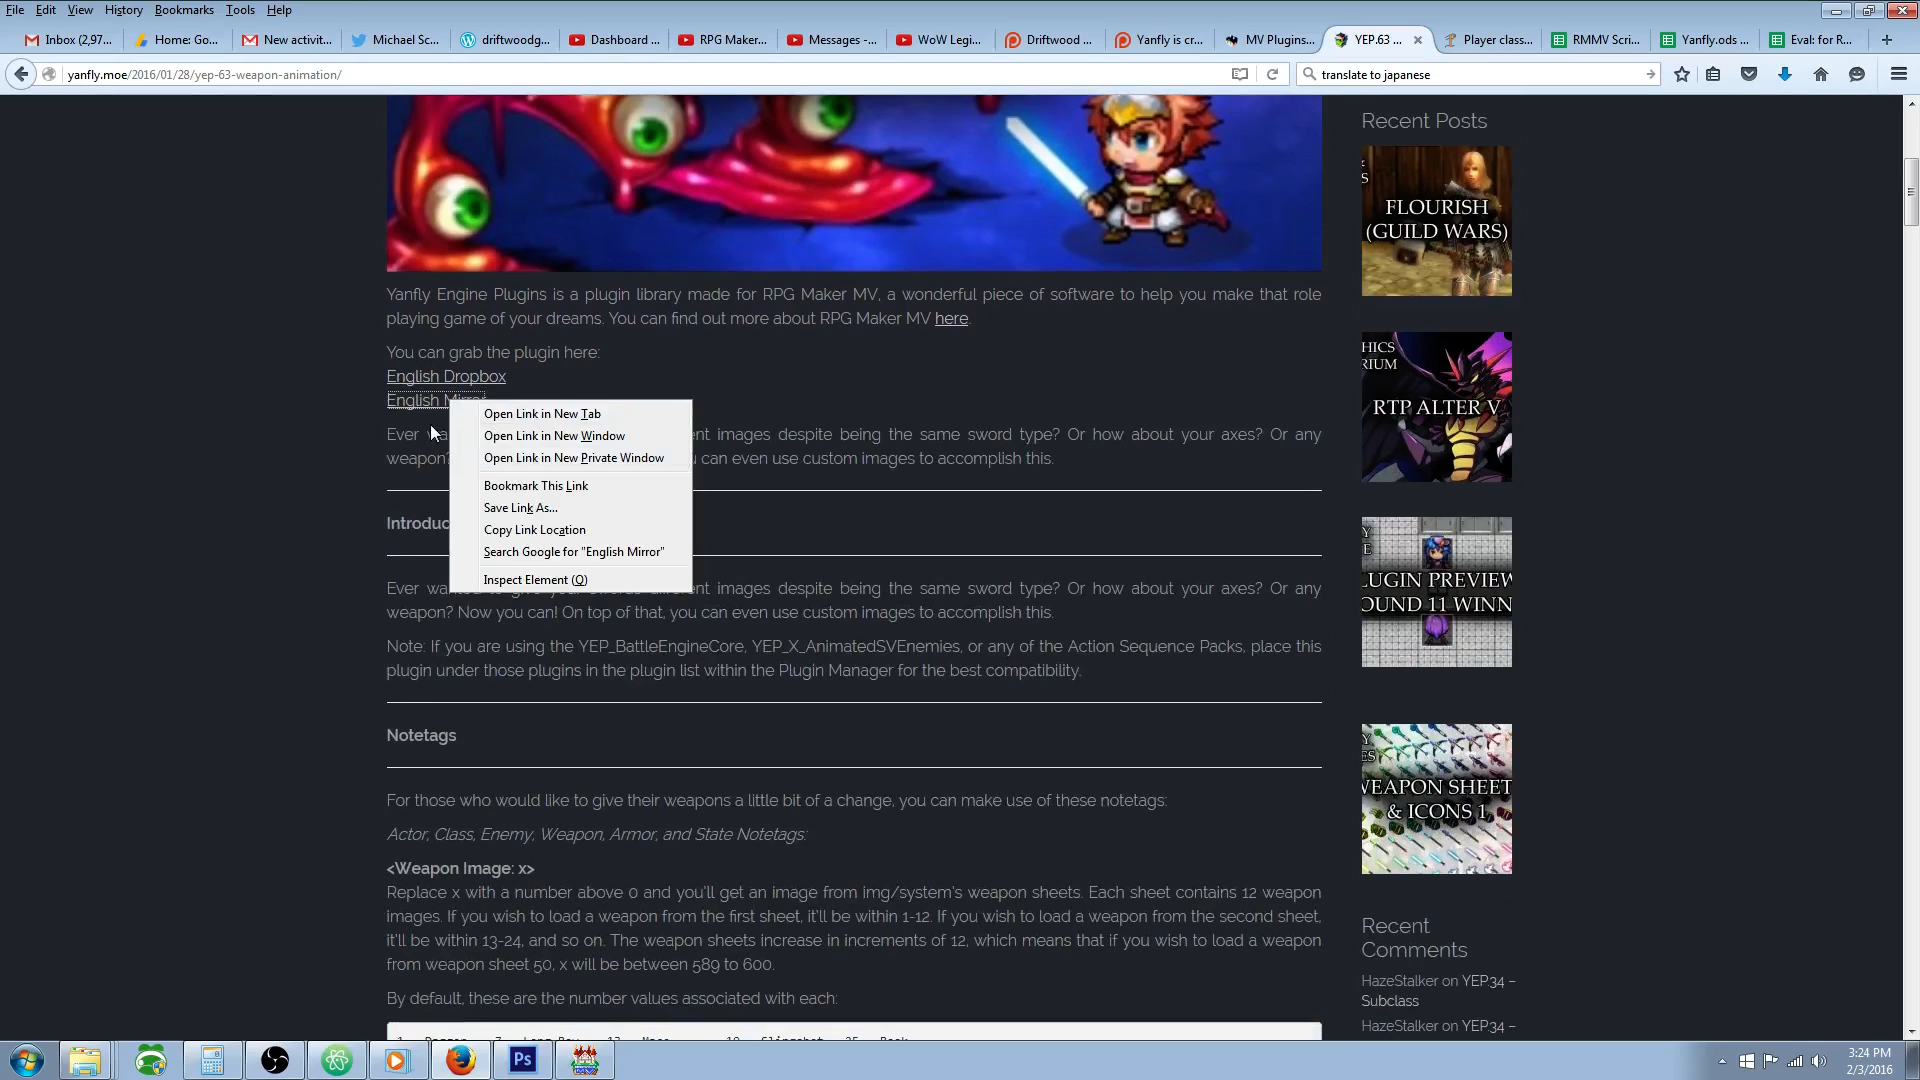 File Edit View History Bookmarks Tools Help
Inbox (2,97...
Home: Go...
New activit...
Michael Sc...
driftwoodg...
Dashboard ...
RPG Maker...
Messages -...
WoW Legi...
Driftwood ...
Yanfly is cr...
MV Plugins...
YEP.63 ...
Player class...
RMMV Scri...
Yanfly.ods ...
Eval: for R...
yanfly.moe/2016/01/28/yep-63-weapon-animation/
translate to japanese
Yanfly Engine Plugins is a plugin library made for RPG Maker MV, a wonderful piece of software to help you make that role
playing game of your dreams. You can find out more about RPG Maker MV here.
You can grab the plugin here:
English Dropbox
English Mirror
Open Link in New Tab
Open Link in New Window
Open Link in New Private Window
Bookmark This Link
Save Link As...
Copy Link Location
Search Google for "English Mirror"
Inspect Element (Q)
Ever wa nt images despite being the same sword type? Or how about your axes? Or any
weapon? can even use custom images to accomplish this.
Introduc
Ever wanted to give your swords different images despite being the same sword type? Or how about your axes? Or any
weapon? Now you can! On top of that, you can even use custom images to accomplish this.
Note: If you are using the YEP_BattleEngineCore, YEP_X_AnimatedSVEnemies, or any of the Action Sequence Packs, place this
plugin under those plugins in the plugin list within the Plugin Manager for the best compatibility.
Notetags
For those who would like to give their weapons a little bit of a change, you can make use of these notetags:
Actor, Class, Enemy, Weapon, Armor, and State Notetags:
<Weapon Image: x>
Replace x with a number above 0 and you'll get an image from img/system's weapon sheets. Each sheet contains 12 weapon
images. If you wish to load a weapon from the first sheet, it'll be within 1-12. If you wish to load a weapon from the second sheet,
it'll be within 13-24, and so on. The weapon sheets increase in increments of 12, which means that if you wish to load a weapon
from weapon sheet 50, x will be between 589 to 600.
By default, these are the number values associated with each:
Recent Posts
S
FLOURISH
(GUILD WARS)
HICS
RIUM
RTP ALTER V
Y
E
LUGIN PREVIEW
OUND 11 WINN
Y
ES
WEAPON SHEET
& ICONS 1
Recent
Comments
HazeStalker on YEP.34 –
Subclass
HazeStalker on YEP.34 –
Ps
3:24 PM
2/3/2016